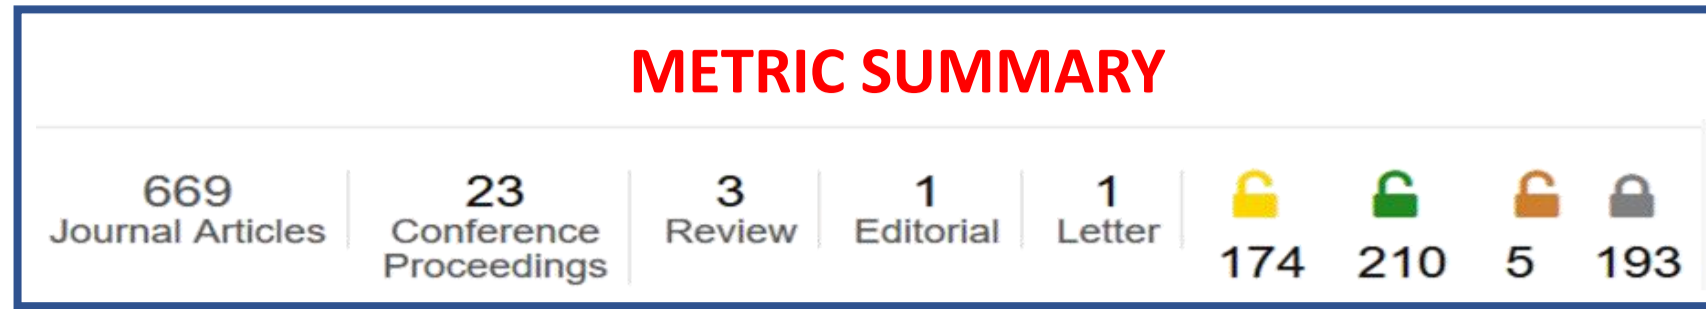 METRIC SUMMARY
669
Journal Articles
23
Conference
Proceedings
3
Review
1
Editorial
1
Letter
174
210
5
193